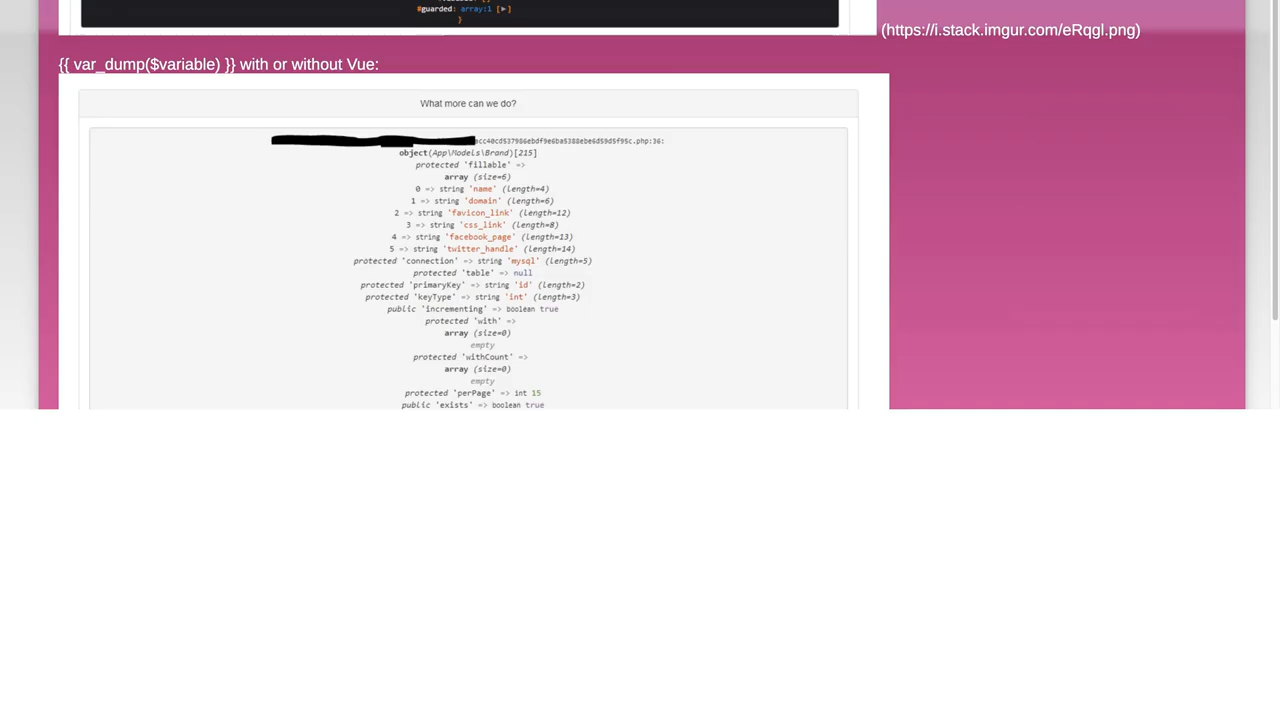 #guarded: array:1 [▶]
}
(https://i.stack.imgur.com/eRqgl.png)
{{ var_dump($variable) }} with or without Vue:
What more can we do?
acc40cd537986ebdf9e6ba5388ebe6d59d5f95c.php:36:
object(App\Models\Brand)[215]
protected 'fillable' =>
array (size=6)
0 => string 'name' (length=4)
1 => string 'domain' (length=6)
2 => string 'favicon_link' (length=12)
3 => string 'css_link' (length=8)
4 => string 'facebook_page' (length=13)
5 => string 'twitter_handle' (length=14)
protected 'connection' => string 'mysql' (length=5)
protected 'table' => null
protected 'primaryKey' => string 'id' (length=2)
protected 'keyType' => string 'int' (length=3)
public 'incrementing' => boolean true
protected 'with' =>
array (size=0)
empty
protected 'withCount' =>
array (size=0)
empty
protected 'perPage' => int 15
public 'exists' => boolean true